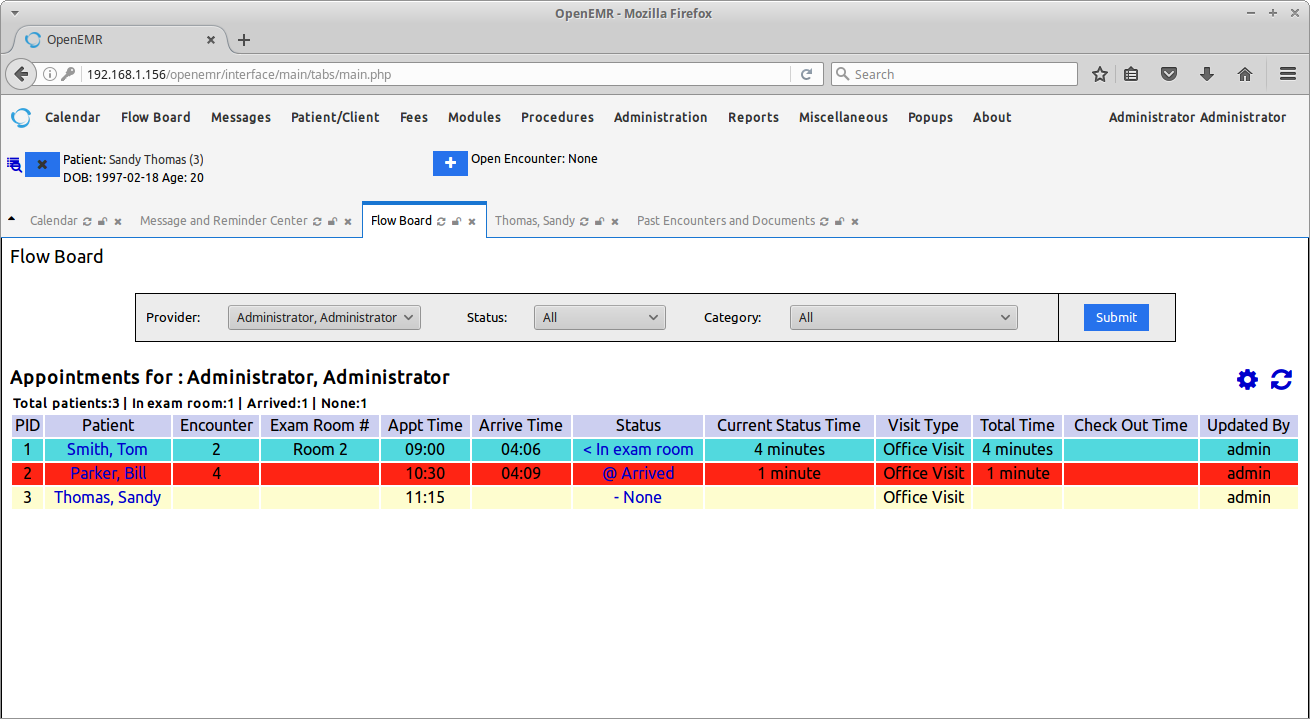 OpenEMR - Mozilla Firefox
OpenEMR
192.168.1.156/openemr/interface/main/tabs/main.php Search
Calendar Flow Board Messages Patient/Client Fees Modules Procedures Administration Reports Miscellaneous Popups About Administrator Administrator
Patient: Sandy Thomas (3) Open Encounter: None
DOB: 1997-02-18 Age: 20
Calendar Message and Reminder Center Flow Board Thomas, Sandy Past Encounters and Documents
Flow Board
Provider: Administrator, Administrator Status: All Category: All Submit
Appointments for : Administrator, Administrator
Total patients:3 | In exam room:1 | Arrived:1 | None:1
PID Patient Encounter Exam Room # Appt Time Arrive Time Status Current Status Time Visit Type Total Time Check Out Time Updated By
1 Smith, Tom 2 Room 2 09:00 04:06 < In exam room 4 minutes Office Visit 4 minutes admin
2 Parker, Bill 4 10:30 04:09 @ Arrived 1 minute Office Visit 1 minute admin
3 Thomas, Sandy 11:15 - None Office Visit admin